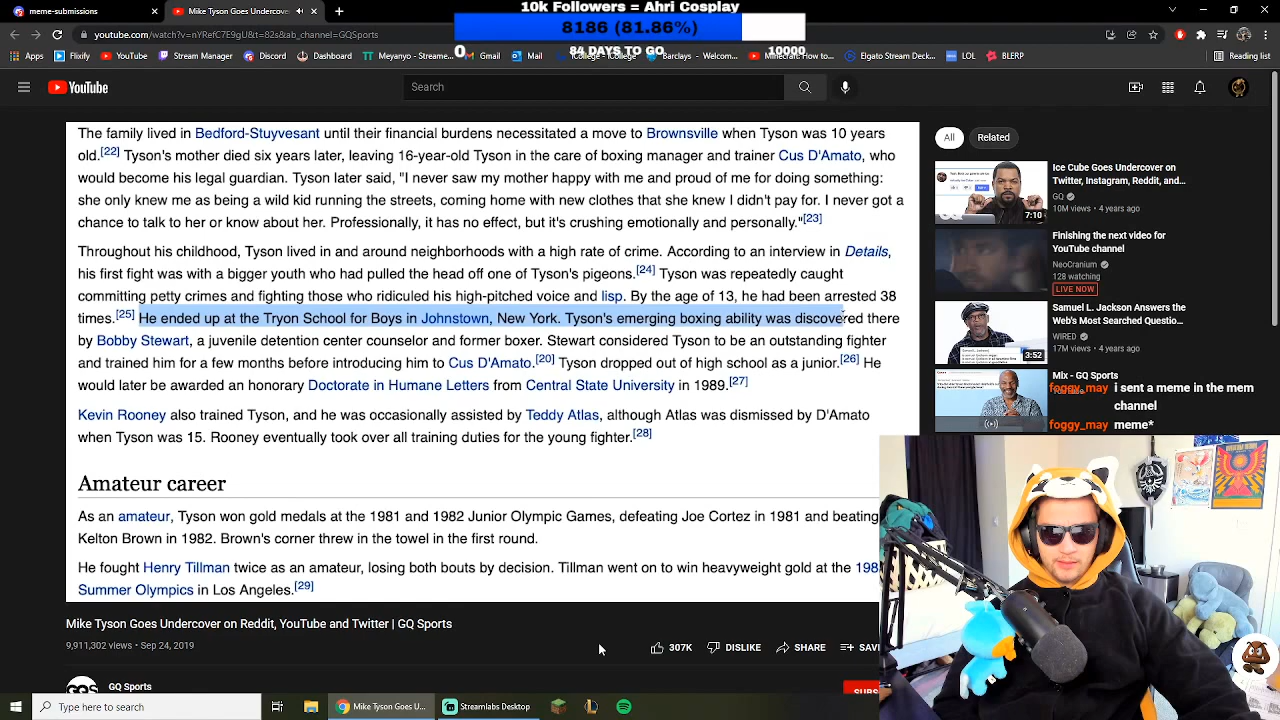 meme-submissions
Mike Tyson Goes Undercover
10k Followers = Ahri Cosplay
8186 (81.86%)
0
84 DAYS TO GO
10000
Apps
Flixify
YouTube
Stream Manager
Dashboard
Meyanyo - Streame...
Gmail
Mail
iCollege - iCollege
Barclays - Welcom...
Minecraft How to...
Elgato Stream Deck...
LOL
BLERP
Reading list
YouTube
Search
The family lived in Bedford-Stuyvesant until their financial burdens necessitated a move to Brownsville when Tyson was 10 years
old.[22] Tyson's mother died six years later, leaving 16-year-old Tyson in the care of boxing manager and trainer Cus D'Amato, who
would become his legal guardian. Tyson later said, "I never saw my mother happy with me and proud of me for doing something:
she only knew me as being a wild kid running the streets, coming home with new clothes that she knew I didn't pay for. I never got a
chance to talk to her or know about her. Professionally, it has no effect, but it's crushing emotionally and personally."[23]
Throughout his childhood, Tyson lived in and around neighborhoods with a high rate of crime. According to an interview in Details,
his first fight was with a bigger youth who had pulled the head off one of Tyson's pigeons.[24] Tyson was repeatedly caught
committing petty crimes and fighting those who ridiculed his high-pitched voice and lisp. By the age of 13, he had been arrested 38
times.[25] He ended up at the Tryon School for Boys in Johnstown, New York. Tyson's emerging boxing ability was discovered there
by Bobby Stewart, a juvenile detention center counselor and former boxer. Stewart considered Tyson to be an outstanding fighter
and trained him for a few months before introducing him to Cus D'Amato.[20] Tyson dropped out of high school as a junior.[26] He
would later be awarded an honorary Doctorate in Humane Letters from Central State University in 1989.[27]
Kevin Rooney also trained Tyson, and he was occasionally assisted by Teddy Atlas, although Atlas was dismissed by D'Amato
when Tyson was 15. Rooney eventually took over all training duties for the young fighter.[28]
Amateur career
As an amateur, Tyson won gold medals at the 1981 and 1982 Junior Olympic Games, defeating Joe Cortez in 1981 and beating
Kelton Brown in 1982. Brown's corner threw in the towel in the first round.
He fought Henry Tillman twice as an amateur, losing both bouts by decision. Tillman went on to win heavyweight gold at the 198
Summer Olympics in Los Angeles.[29]
All
Related
Ice Cube Goes Undercover on
Twitter, Instagram, Reddit, and...
GQ
10M views • 4 years ago
7:10
Finishing the next video for
YouTube channel
NeoCranium
128 watching
LIVE NOW
Samuel L. Jackson Answers the
Web's Most Searched Questio...
WIRED
17M views • 4 years ago
3:52
Mix - GQ Sports
foggy_may i sent a meme in the mem
channel
foggy_may meme*
Mike Tyson Goes Undercover on Reddit, YouTube and Twitter | GQ Sports
9,911,302 views • Sep 24, 2019
307K
DISLIKE
SHARE
SAV
GQ Sports
SUBS
Type here to search
Mike Tyson Goes U...
Streamlabs Desktop